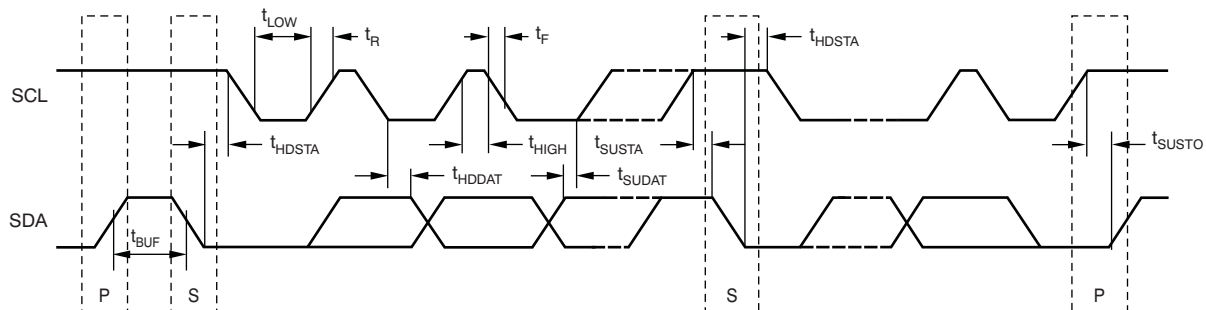 tLOW
tR
tF
tHDSTA
SCL
tHDSTA
tHIGH
tSUSTA
tSUSTO
tHDDAT
tSUDAT
SDA
tBUF
P
S
S
P